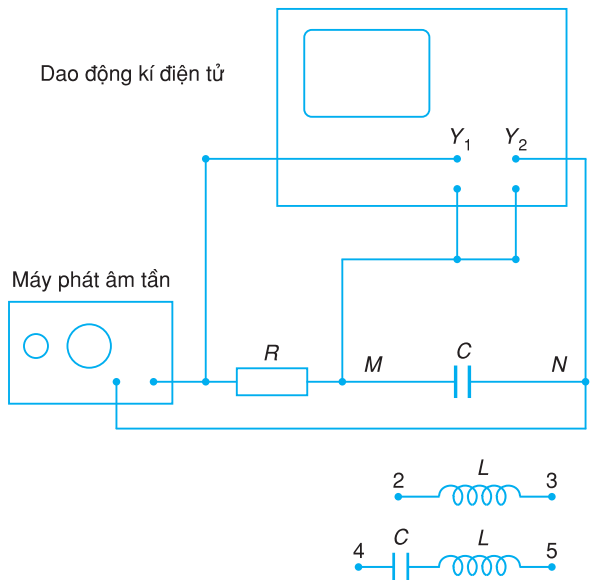 Dao động kí điện tử
Y₁ Y₂
Máy phát âm tần
R M C N
2 L 3
4 C L 5